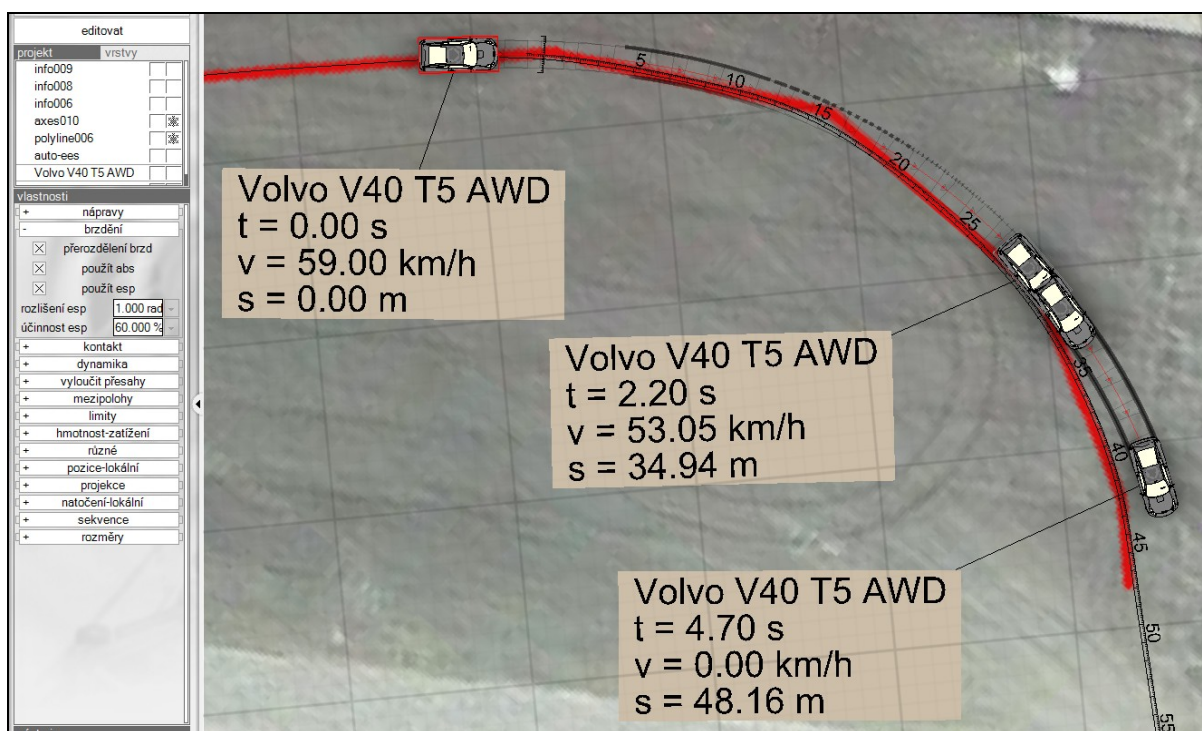 editovat
projekt
vrstvy
info009
info008
info006
axes010
polyline006
auto-ees
Volvo V40 T5 AWD
vlastnosti
+ nápravy
- brzdění
přerozdělení brzd
použít abs
použít esp
rozlišení esp 1.000 rad
účinnost esp 60.000 %
+ kontakt
+ dynamika
+ vyloučit přesahy
+ mezipolohy
+ limity
+ hmotnost-zatížení
+ různé
+ pozice-lokální
+ projekce
+ natočení-lokální
+ sekvence
+ rozměry
5
10
15
20
25
35
40
45
50
55
Volvo V40 T5 AWD
t = 0.00 s
v = 59.00 km/h
s = 0.00 m
Volvo V40 T5 AWD
t = 2.20 s
v = 53.05 km/h
s = 34.94 m
Volvo V40 T5 AWD
t = 4.70 s
v = 0.00 km/h
s = 48.16 m